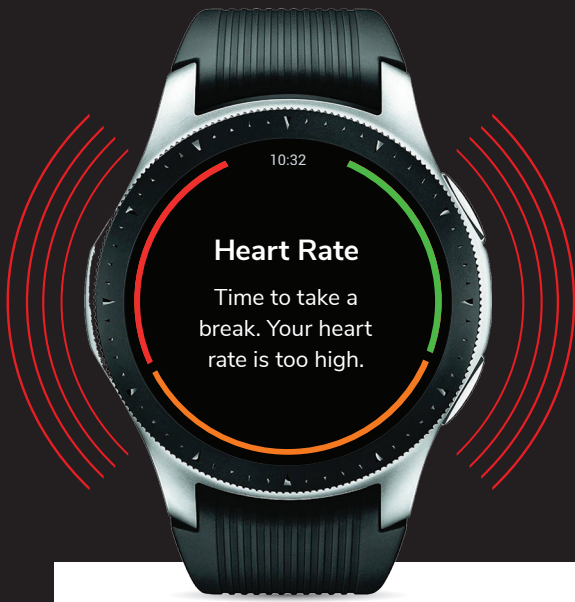 10:32
Heart Rate
Time to take a
break. Your heart
rate is too high.